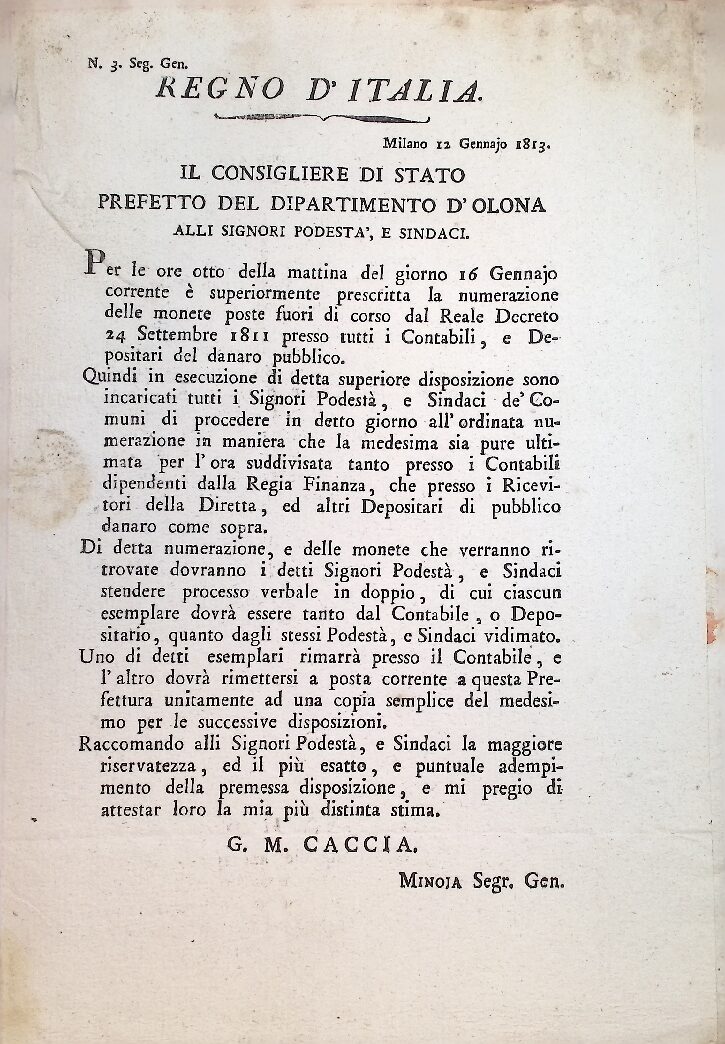 N. 3. Seg. Gen.
REGNO D' ITALIA.
Milano 12 Gennajo 1813.
IL CONSIGLIERE DI STATO
PREFETTO DEL DIPARTIMENTO D' OLONA
ALLI SIGNORI PODESTA', E SINDACI.
Per le ore otto della mattina del giorno 16 Gennajo
corrente è superiormente prescritta la numerazione
delle monete poste fuori di corso dal Reale Decreto
24 Settembre 1811 presso tutti i Contabili, e De-
positari del danaro pubblico.
Quindi in esecuzione di detta superiore disposizione sono
incaricati tutti i Signori Podestà, e Sindaci de' Co-
muni di procedere in detto giorno all' ordinata nu-
merazione in maniera che la medesima sia pure ulti-
mata per l' ora suddivisata tanto presso i Contabili
dipendenti dalla Regia Finanza, che presso i Ricevi-
tori della Diretta, ed altri Depositari di pubblico
danaro come sopra.
Di detta numerazione, e delle monete che verranno ri-
trovate dovranno i detti Signori Podestà, e Sindaci
stendere processo verbale in doppio, di cui ciascun
esemplare dovrà essere tanto dal Contabile, o Depo-
sitario, quanto dagli stessi Podestà, e Sindaci vidimato.
Uno di detti esemplari rimarrà presso il Contabile, e
l' altro dovrà rimettersi a posta corrente a questa Pre-
fettura unitamente ad una copia semplice del medesi-
mo per le successive disposizioni.
Raccomando alli Signori Podestà, e Sindaci la maggiore
riservatezza, ed il più esatto, e puntuale adempi-
mento della premessa disposizione, e mi pregio di
attestar loro la mia più distinta stima.
G. M. CACCIA.
MINOJA Segr. Gen.